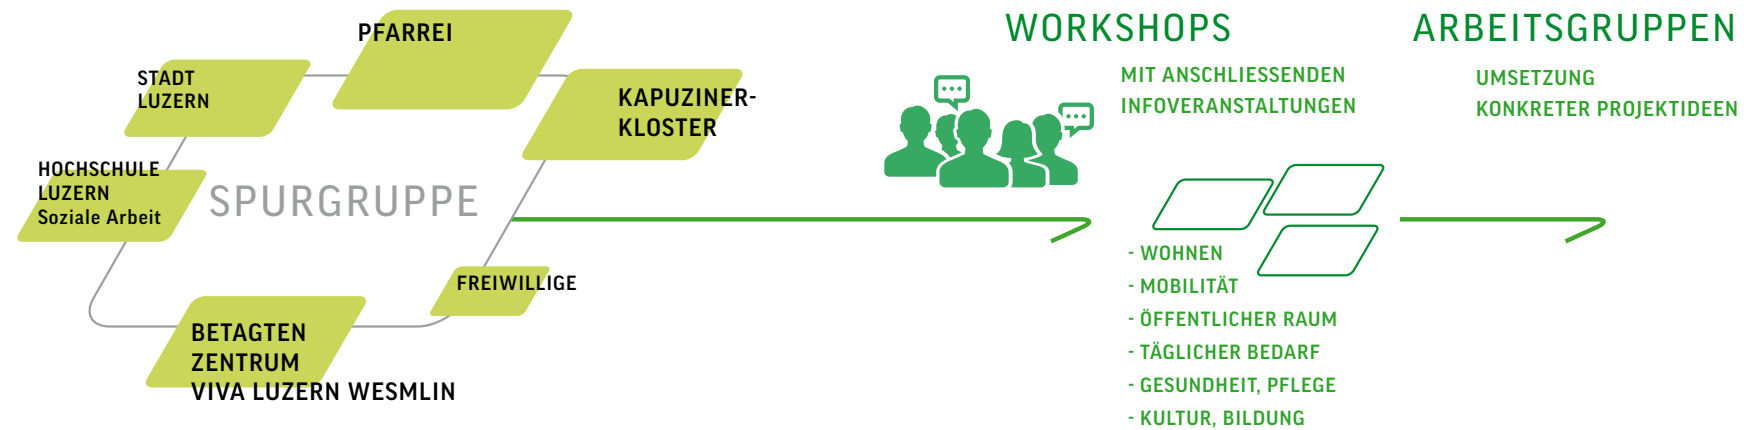 PFARREI
STADT
LUZERN
KAPUZINER-
KLOSTER
HOCHSCHULE
LUZERN
Soziale Arbeit
SPURGRUPPE
FREIWILLIGE
BETAGTEN
ZENTRUM
VIVA LUZERN WESMLIN
WORKSHOPS
MIT ANSCHLIESSENDEN
INFOVERANSTALTUNGEN
- WOHNEN
- MOBILITÄT
- ÖFFENTLICHER RAUM
- TÄGLICHER BEDARF
- GESUNDHEIT, PFLEGE
- KULTUR, BILDUNG
ARBEITSGRUPPEN
UMSETZUNG
KONKRETER PROJEKTIDEEN